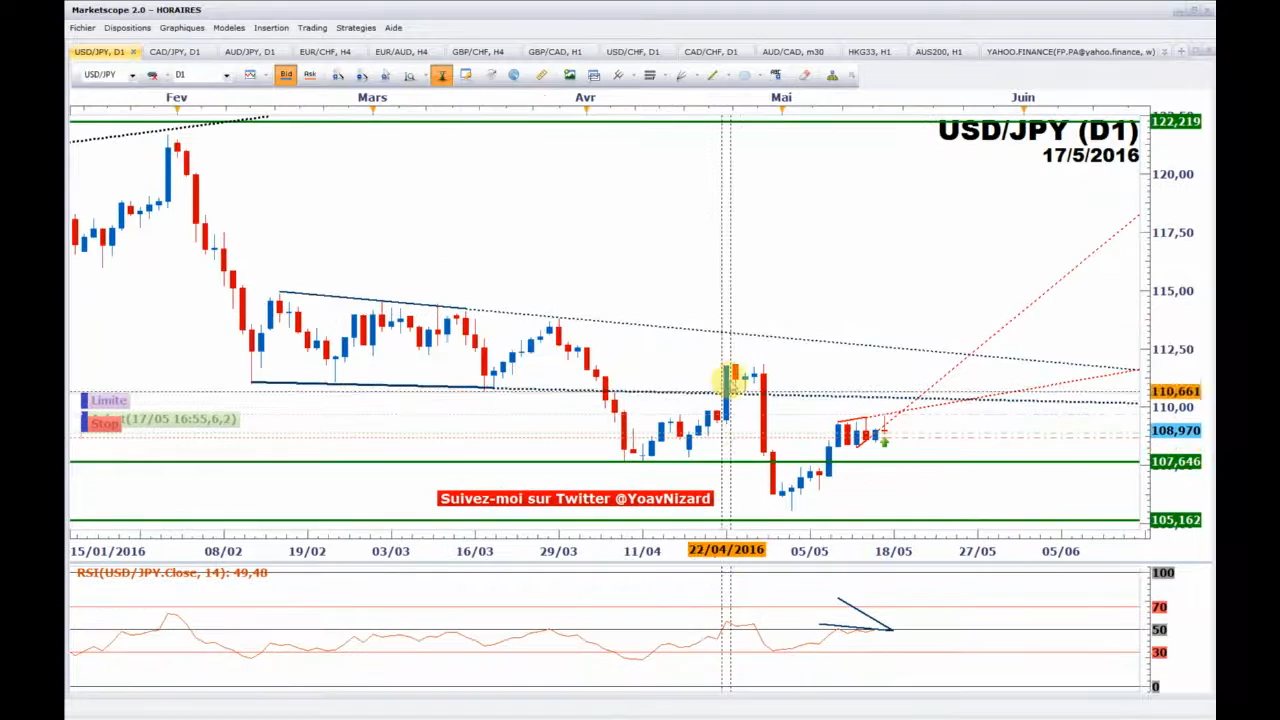 Marketscope 2.0 – HORAIRES
Fichier Dispositions Graphiques Modeles Insertion Trading Strategies Aide
USD/JPY, D1 CAD/JPY, D1 AUD/JPY, D1 EUR/CHF, H4 EUR/AUD, H4 GBP/CHF, H4 GBP/CAD, H1 USD/CHF, D1 CAD/CHF, D1 AUD/CAD, m30 HKG33, H1 AUS200, H1 YAHOO.FINANCE(FP.PA@yahoo.finance, w)
USD/JPY D1 Bid Ask
Fev Mars Avr Mai Juin
122,219
USD/JPY (D1)
17/5/2016
120,00
117,50
115,00
112,50
110,661
Limite
110,00
(17/05 16:55,6,2)
Stop
108,970
107,646
Suivez-moi sur Twitter @YoavNizard
105,162
15/01/2016 08/02 19/02 03/03 16/03 29/03 11/04 22/04/2016 05/05 18/05 27/05 05/06
RSI(USD/JPY.Close, 14): 49,48
100
70
50
30
0